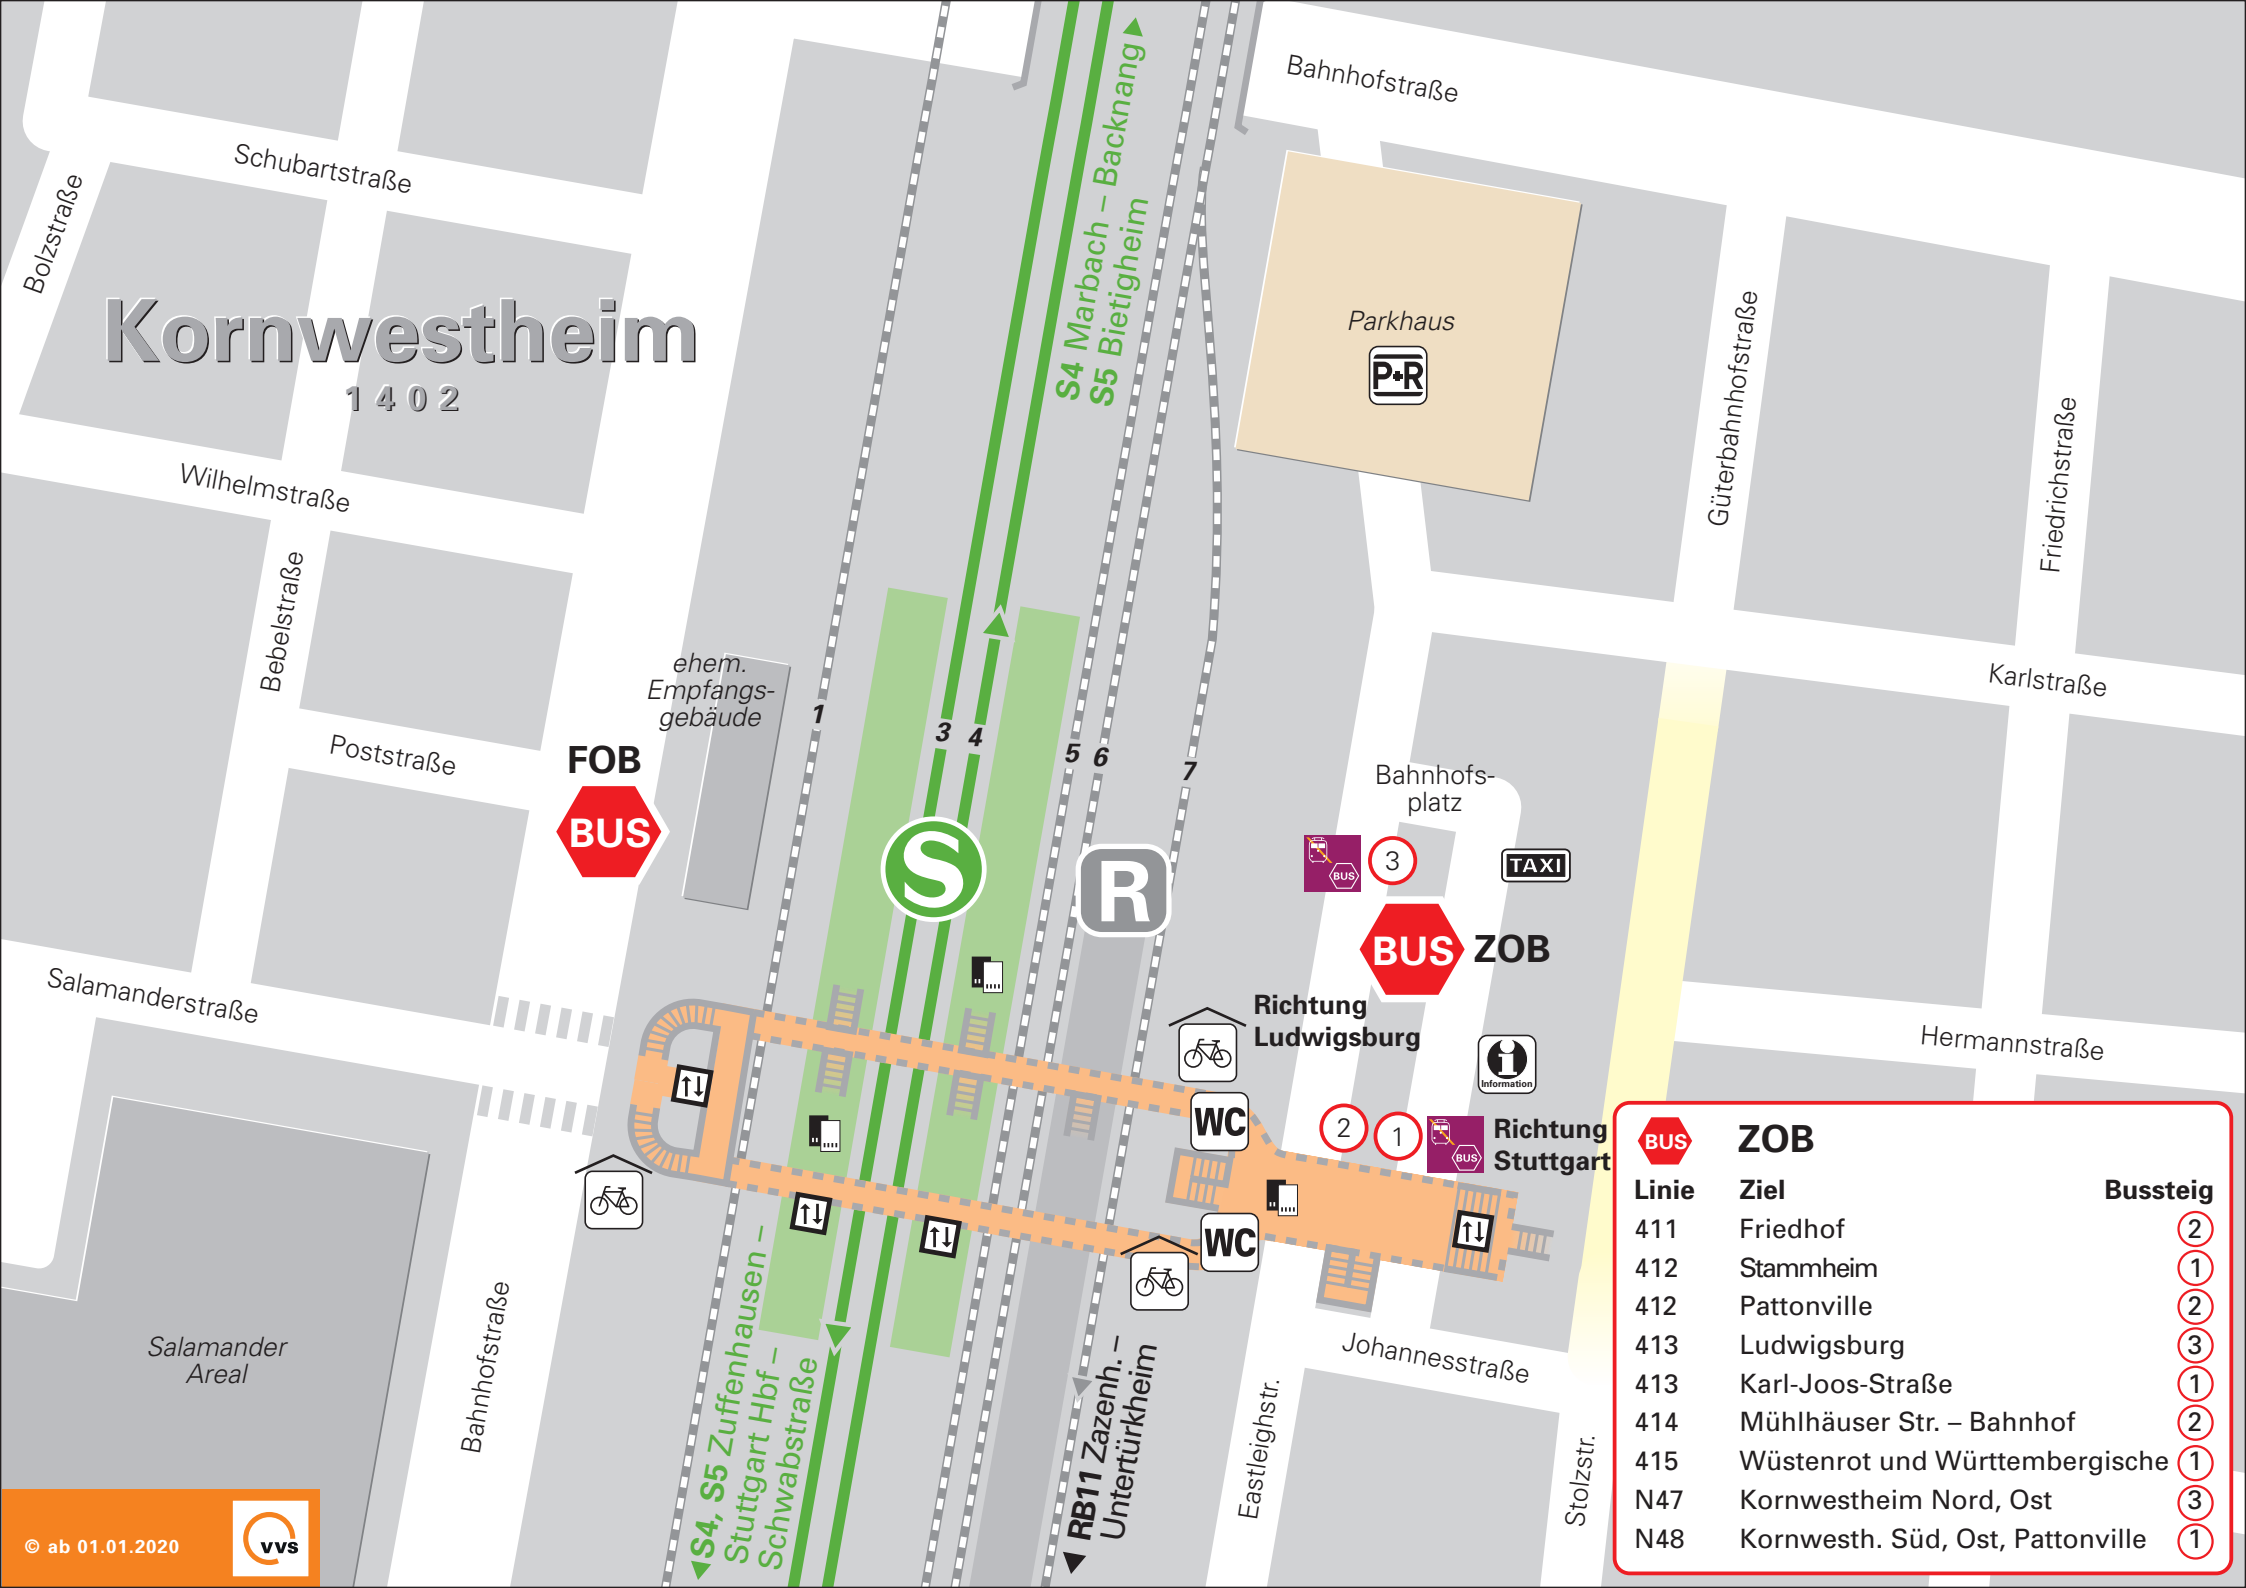 Bahnhofstraße
S4 Marbach – Backnang
S5 Bietigheim
Schubartstraße
Bolzstraße
Kornwestheim
1402
Parkhaus
P+R
Güterbahnhofstraße
Friedrichstraße
Wilhelmstraße
Bebelstraße
ehem.
Empfangs-
gebäude
Poststraße
FOB
BUS
1
3
4
5
6
7
S
R
Karlstraße
Bahnhofs-
platz
BUS
3
TAXI
BUS
ZOB
Richtung
Ludwigsburg
Salamanderstraße
Information
Hermannstraße
WC
2
1
BUS
Richtung
Stuttgart
WC
Salamander
Areal
Bahnhofstraße
S4, S5 Zuffenhausen –
Stuttgart Hbf –
Schwabstraße
RB11 Zazenh. –
Untertürkheim
Eastleighstr.
Johannesstraße
Stolzstr.
BUS ZOB
Linie Ziel Bussteig
411 Friedhof 2
412 Stammheim 1
412 Pattonville 2
413 Ludwigsburg 3
413 Karl-Joos-Straße 1
414 Mühlhäuser Str. – Bahnhof 2
415 Wüstenrot und Württembergische 1
N47 Kornwestheim Nord, Ost 3
N48 Kornwesth. Süd, Ost, Pattonville 1
© ab 01.01.2020
vvs